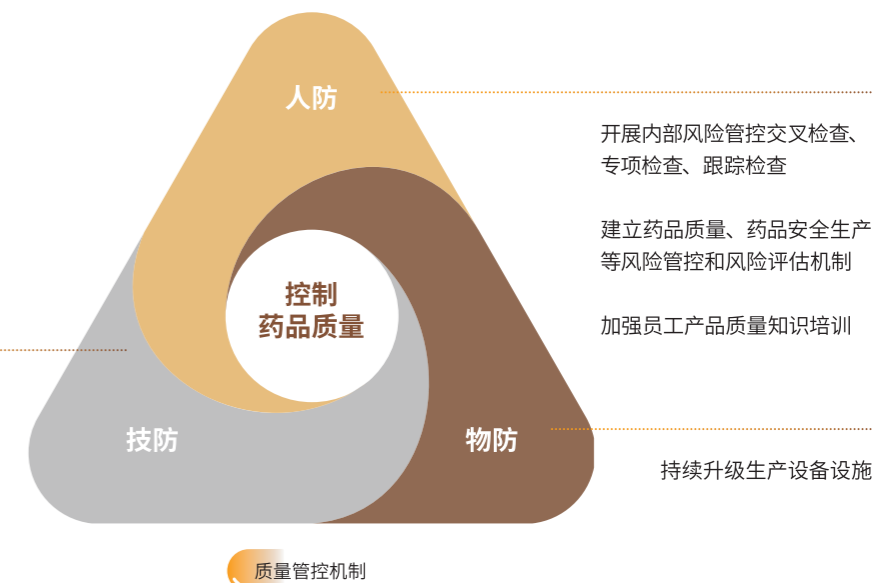 人防
开展内部风险管控交叉检查、
专项检查、跟踪检查
建立药品质量、药品安全生产
等风险管控和风险评估机制
加强员工产品质量知识培训
控制
药品质量
技防
物防
持续升级生产设备设施
质量管控机制